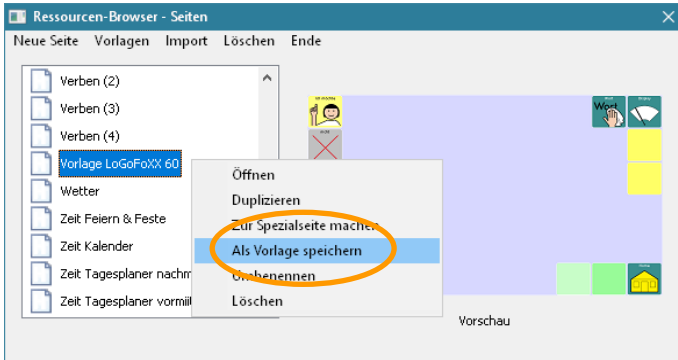 Ressourcen-Browser - Seiten
Neue Seite Vorlagen Import Löschen Ende
Verben (2)
Verben (3)
Verben (4)
Vorlage LoGoFoXX 60
Wetter
Zeit Feiern & Feste
Zeit Kalender
Zeit Tagesplaner nachm
Zeit Tagesplaner vormit
Öffnen
Duplizieren
Zur Spezialseite machen
Als Vorlage speichern
Umbenennen
Löschen
Wort
Vorschau